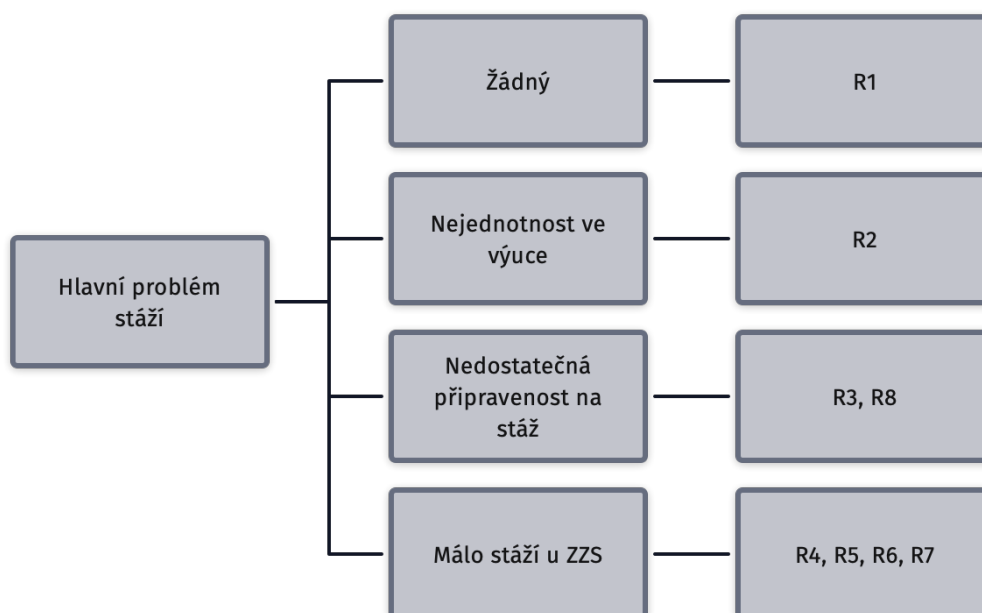 Žádný
R1
Nejednotnost ve
výuce
R2
Hlavní problém
stáží
Nedostatečná
připravenost na
stáž
R3, R8
Málo stáží u ZZS
R4, R5, R6, R7